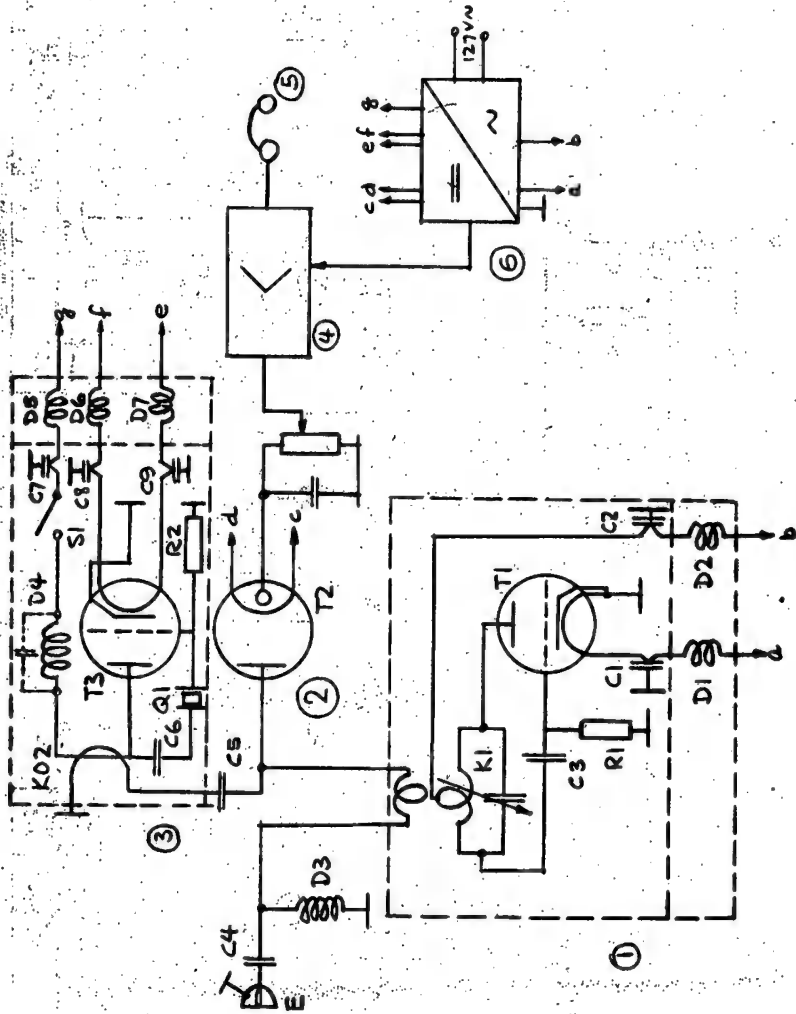 E
C4
D3
①
K1
C3
R1
T1
C1
D1
a
C2
D2
b
③
KO2
C6
C5
Q1
T3
D4
R2
S1
C7
C8
C9
D5
D6
D7
g
f
e
②
T2
d
c
④
⑤
⑥
c d
e f
g
=
~
127V~
a
b